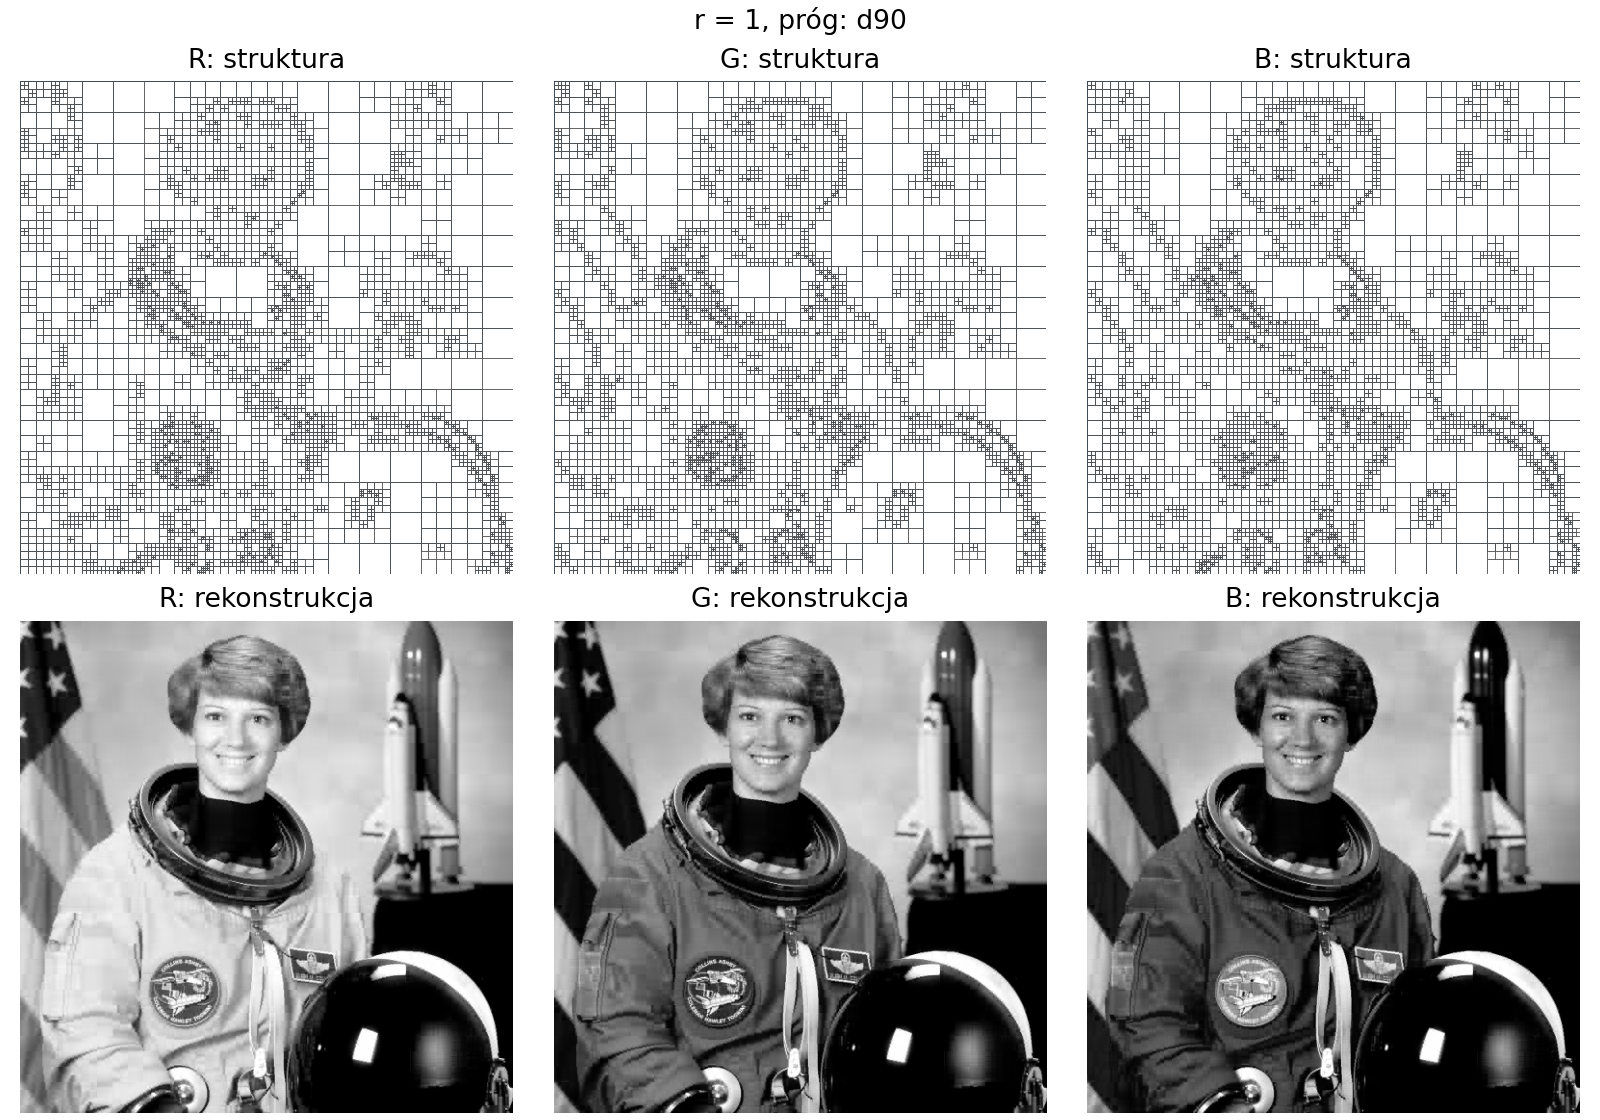 r = 1, próg: d90
R: struktura
G: struktura
B: struktura
R: rekonstrukcja
G: rekonstrukcja
B: rekonstrukcja